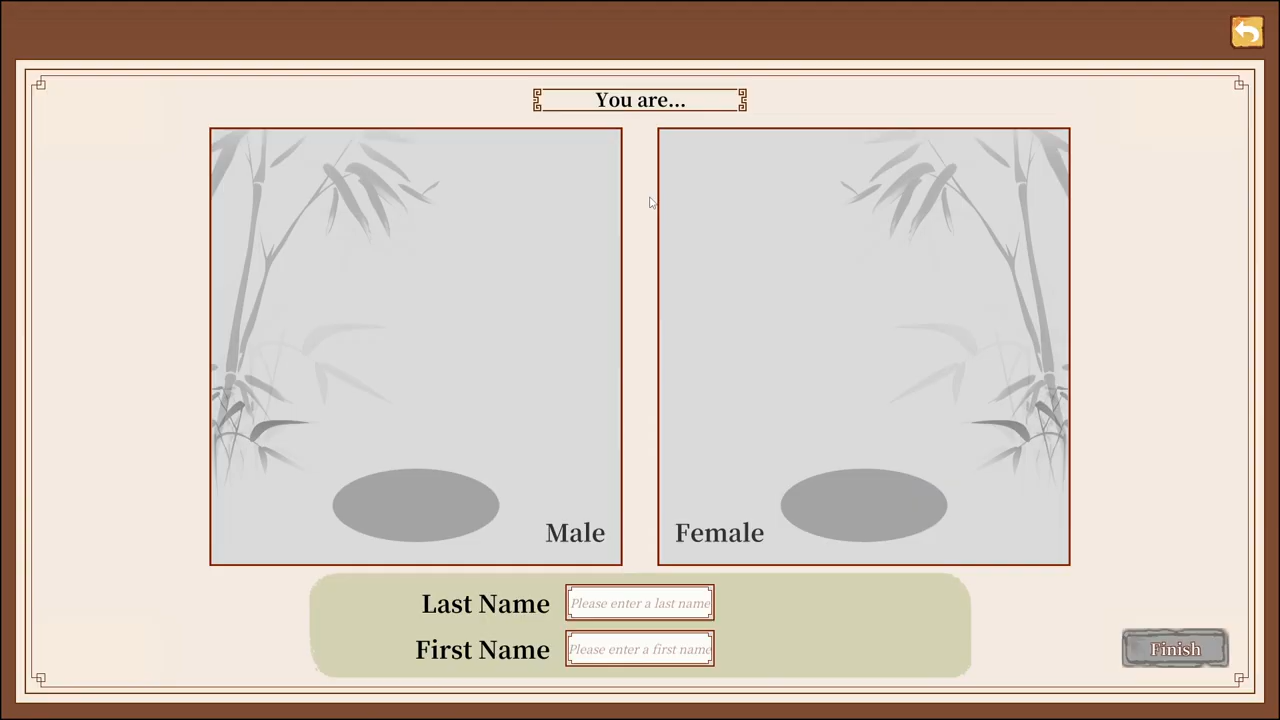 You are...
Male
Female
Last Name
Please enter a last name
First Name
Please enter a first name
Finish